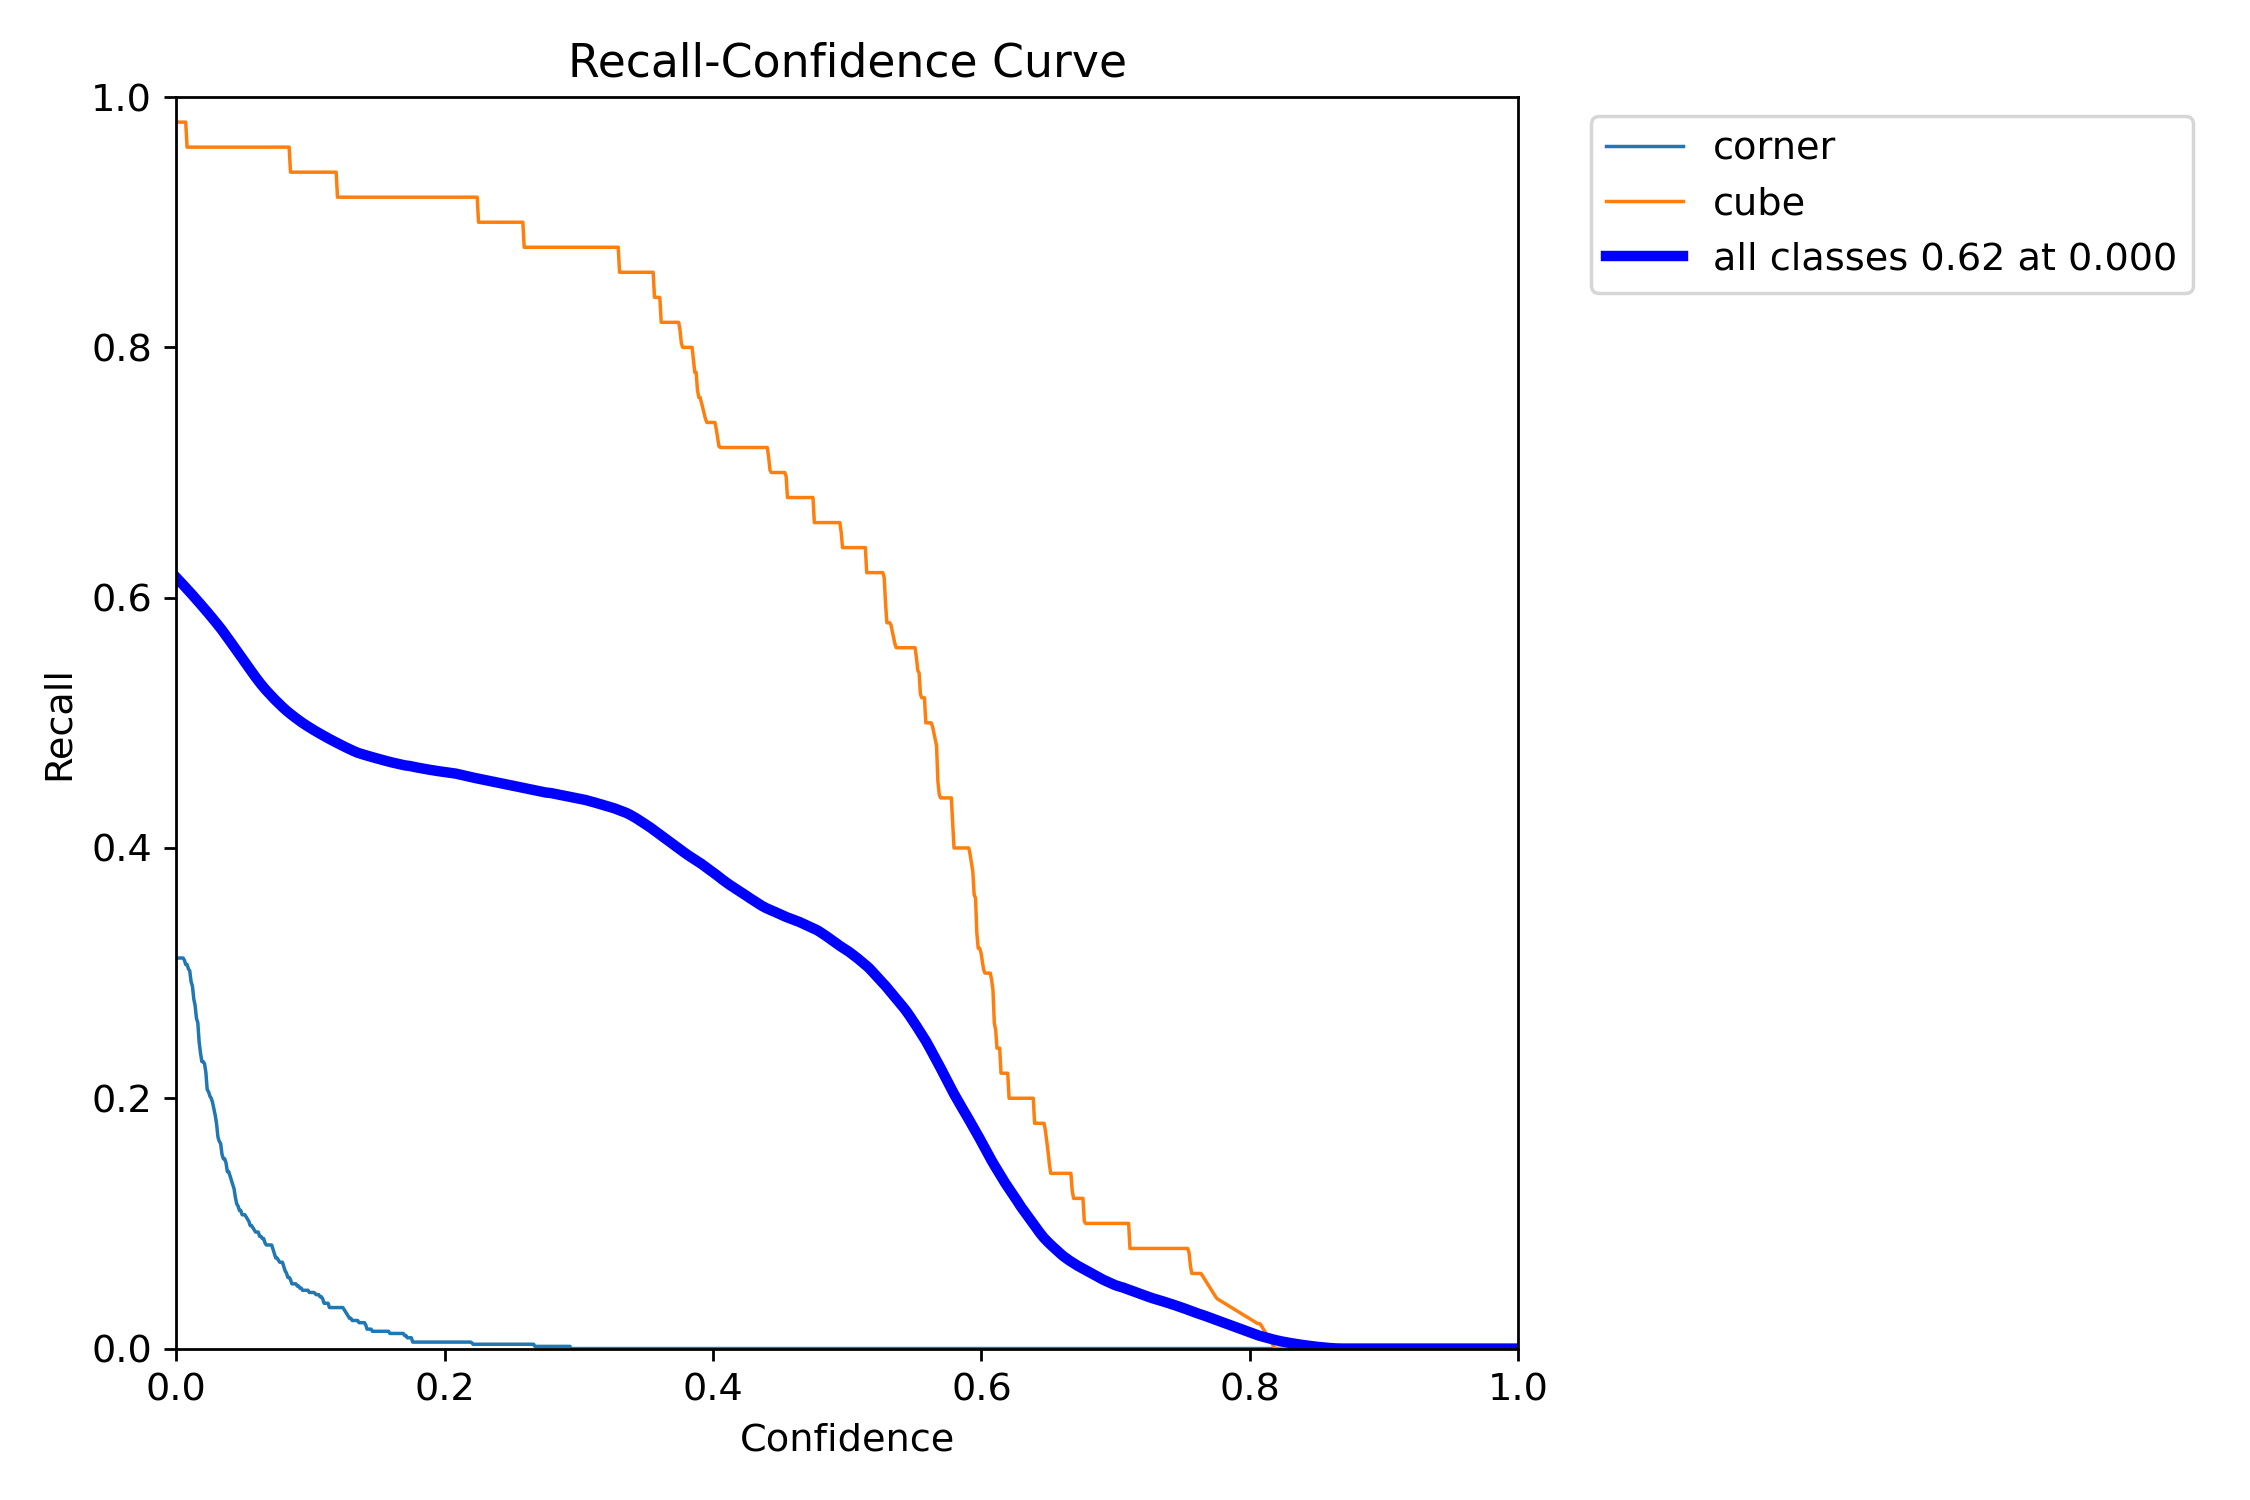 Recall-Confidence Curve
1.0
0.8
0.6
0.4
0.2
0.0
Recall
0.0 0.2 0.4 0.6 0.8 1.0
Confidence
corner
cube
all classes 0.62 at 0.000